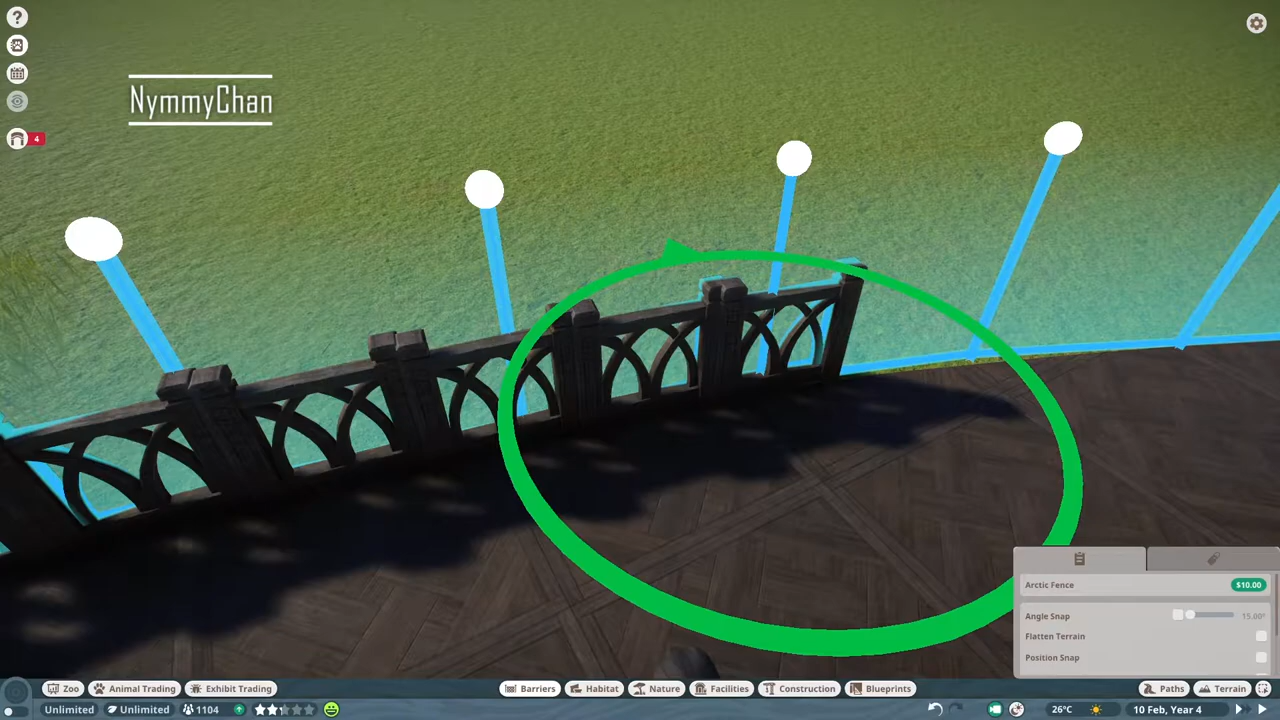 ?
NymmyChan
4
Arctic Fence $10.00
Angle Snap 15.00°
Flatten Terrain
Position Snap
Zoo Animal Trading Exhibit Trading Barriers Habitat Nature Facilities Construction Blueprints Paths Terrain
Unlimited Unlimited 1104 26°C 10 Feb, Year 4